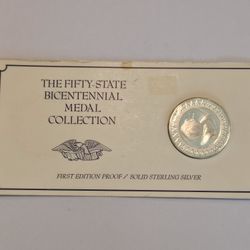 THE FIFTY-STATE
BICENTENNIAL
MEDAL
COLLECTION
FIRST EDITION PROOF / SOLID STERLING SILVER